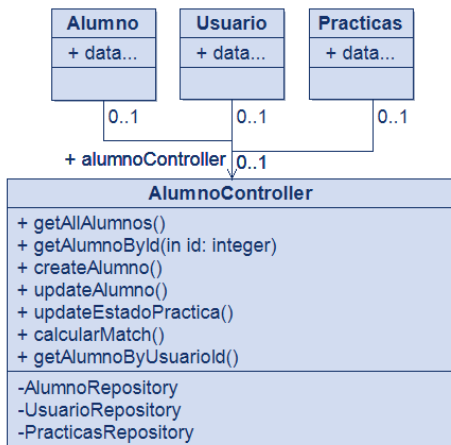 Alumno
+ data...
Usuario
+ data...
Practicas
+ data...
0..1
0..1
0..1
+ alumnoController
0..1
AlumnoController
+ getAllAlumnos()
+ getAlumnoById(in id: integer)
+ createAlumno()
+ updateAlumno()
+ updateEstadoPractica()
+ calcularMatch()
+ getAlumnoByUsuarioId()
-AlumnoRepository
-UsuarioRepository
-PracticasRepository